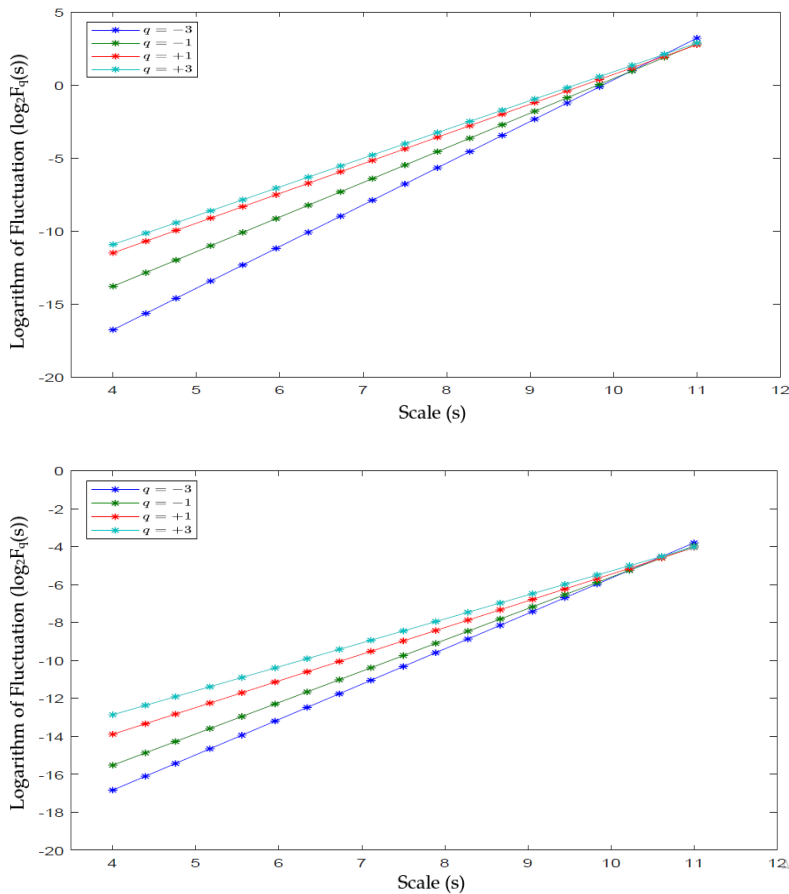 5
0
-5
-10
-15
-20
4 5 6 7 8 9 10 11 12
q = −3
q = −1
q = +1
q = +3
Logarithm of Fluctuation (log₂F_q(s))
Scale (s)
0
-2
-4
-6
-8
-10
-12
-14
-16
-18
-20
4 5 6 7 8 9 10 11 12
q = −3
q = −1
q = +1
q = +3
Logarithm of Fluctuation (log₂F_q(s))
Scale (s)